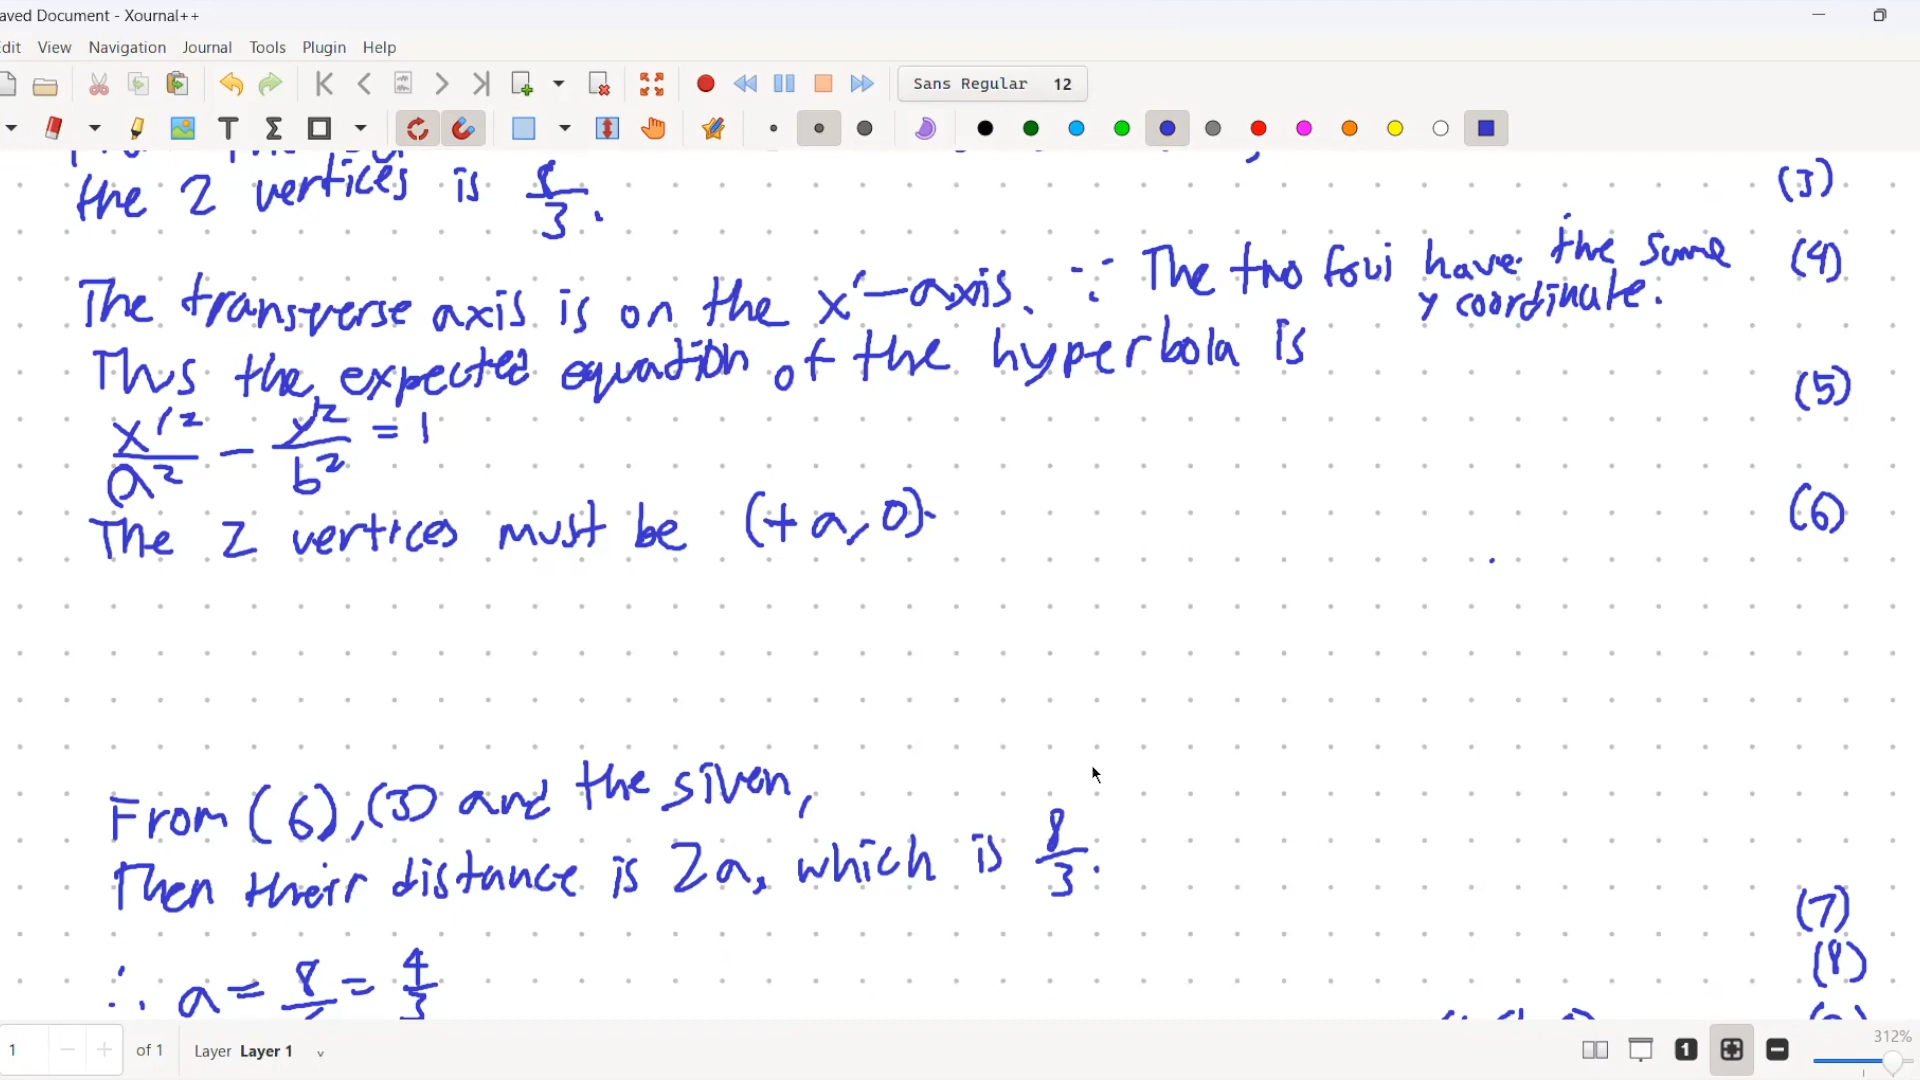 aved Document - Xournal++
Edit View Navigation Journal Tools Plugin Help
Sans Regular 12
the 2 vertices is 8/3.
(3)
The transverse axis is on the x'-axis. ∵ The two foci have the same
y coordinate.
(4)
Thus the expected equation of the hyperbola is
x'²/a² - y'²/b² = 1
(5)
The 2 vertices must be (+a, 0).
(6)
From (6), (3) and the given,
Then their distance is 2a, which is 8/3.
(7)
(8)
∴ a = 8/6 = 4/3
1 of 1 Layer Layer 1
312%